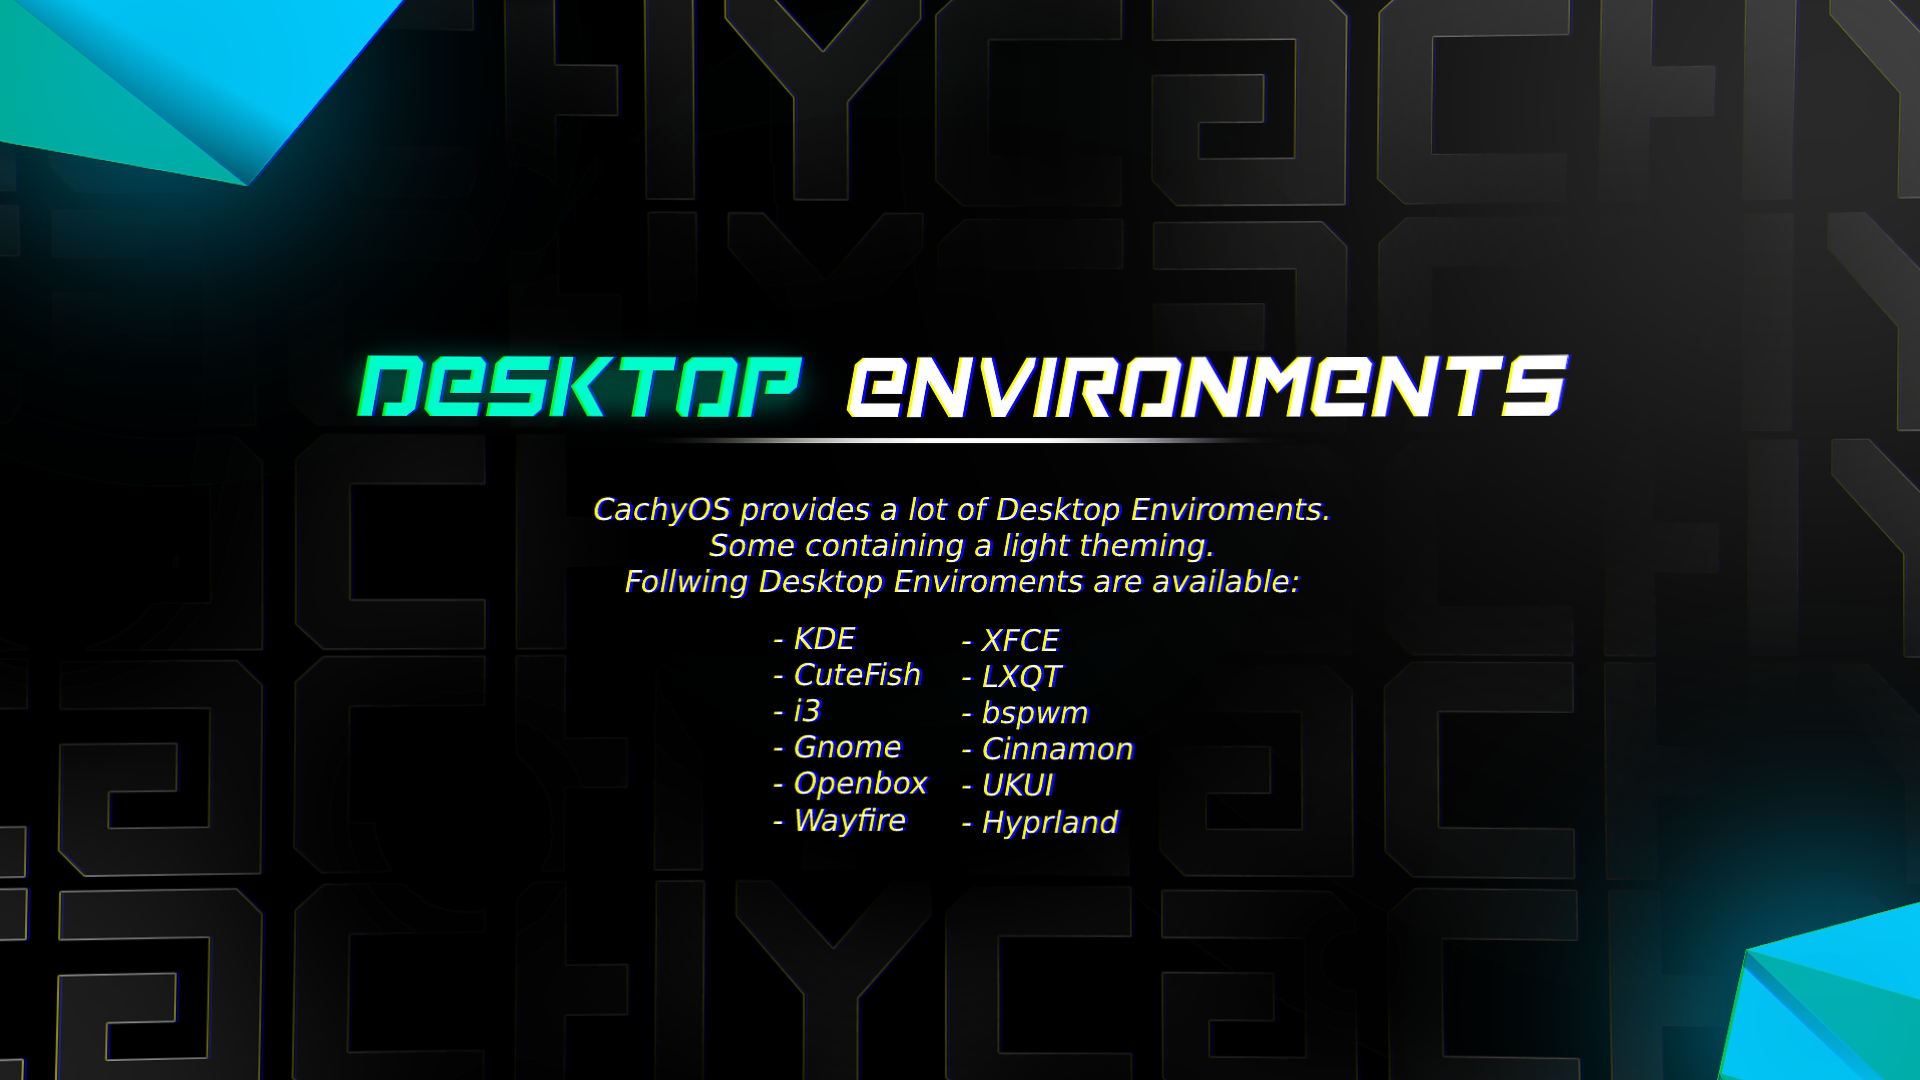 DESKTOP ENVIRONMENTS
CachyOS provides a lot of Desktop Enviroments.
Some containing a light theming.
Follwing Desktop Enviroments are available:
- KDE
- CuteFish
- i3
- Gnome
- Openbox
- Wayfire
- XFCE
- LXQT
- bspwm
- Cinnamon
- UKUI
- Hyprland